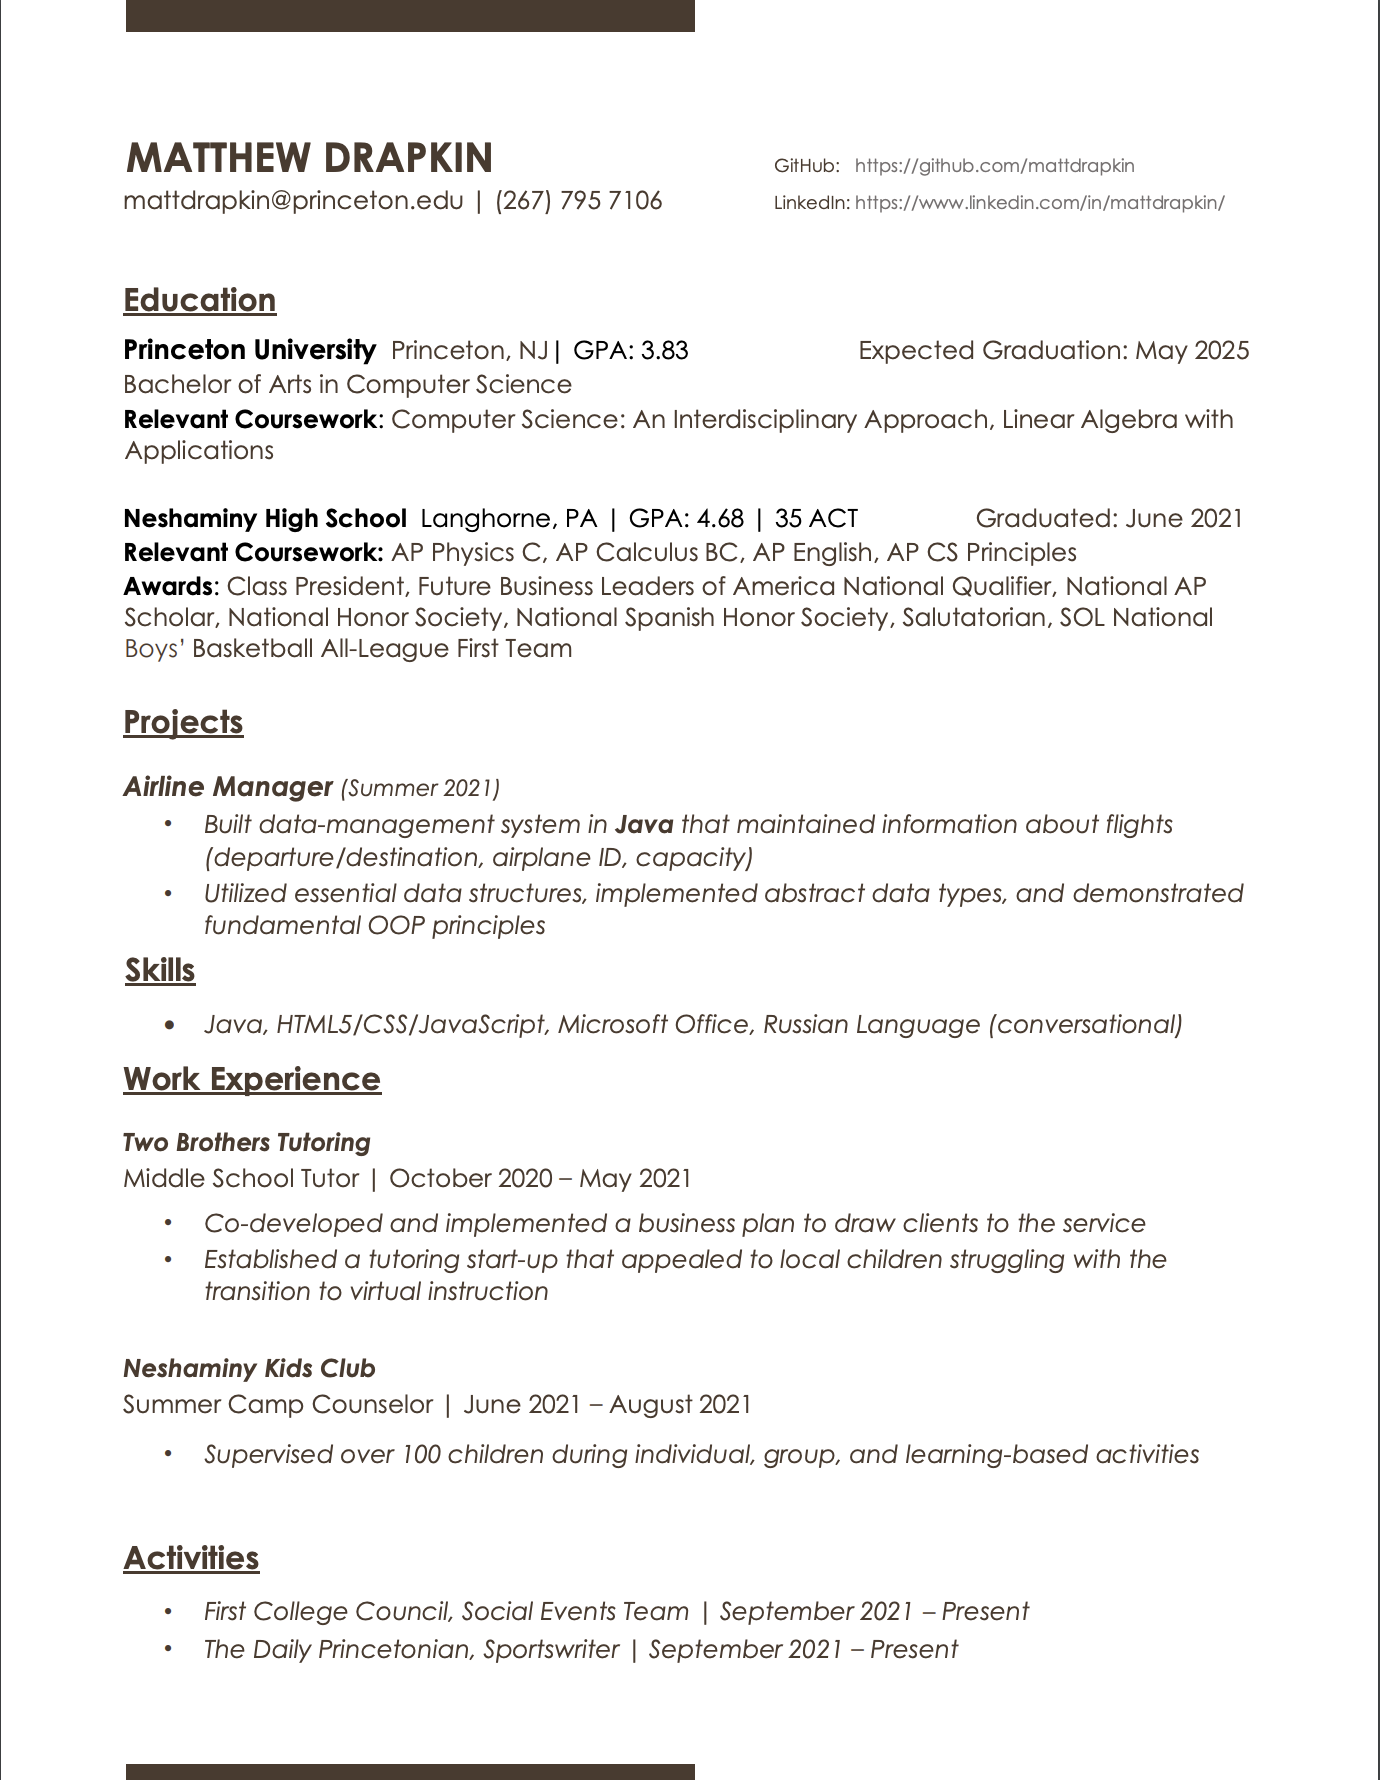 MATTHEW DRAPKIN
mattdrapkin@princeton.edu | (267) 795 7106
GitHub: https://github.com/mattdrapkin
LinkedIn: https://www.linkedin.com/in/mattdrapkin/
Education
Princeton University Princeton, NJ| GPA: 3.83 Expected Graduation: May 2025
Bachelor of Arts in Computer Science
Relevant Coursework: Computer Science: An Interdisciplinary Approach, Linear Algebra with
Applications
Neshaminy High School Langhorne, PA | GPA: 4.68 | 35 ACT Graduated: June 2021
Relevant Coursework: AP Physics C, AP Calculus BC, AP English, AP CS Principles
Awards: Class President, Future Business Leaders of America National Qualifier, National AP
Scholar, National Honor Society, National Spanish Honor Society, Salutatorian, SOL National
Boys’ Basketball All-League First Team
Projects
Airline Manager (Summer 2021)
• Built data-management system in Java that maintained information about flights
(departure/destination, airplane ID, capacity)
• Utilized essential data structures, implemented abstract data types, and demonstrated
fundamental OOP principles
Skills
• Java, HTML5/CSS/JavaScript, Microsoft Office, Russian Language (conversational)
Work Experience
Two Brothers Tutoring
Middle School Tutor | October 2020 – May 2021
• Co-developed and implemented a business plan to draw clients to the service
• Established a tutoring start-up that appealed to local children struggling with the
transition to virtual instruction
Neshaminy Kids Club
Summer Camp Counselor | June 2021 – August 2021
• Supervised over 100 children during individual, group, and learning-based activities
Activities
• First College Council, Social Events Team | September 2021 – Present
• The Daily Princetonian, Sportswriter | September 2021 – Present